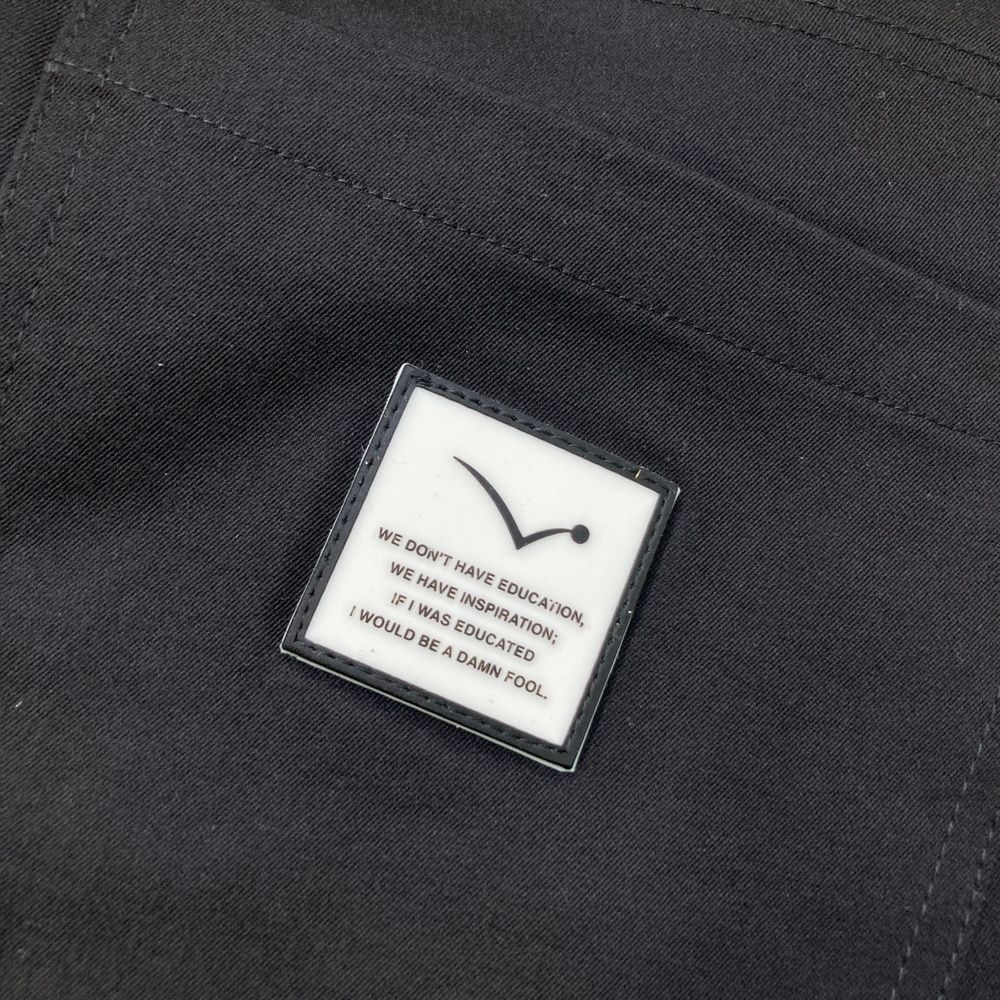 WE DON'T HAVE EDUCATION,
WE HAVE INSPIRATION;
IF I WAS EDUCATED
I WOULD BE A DAMN FOOL.